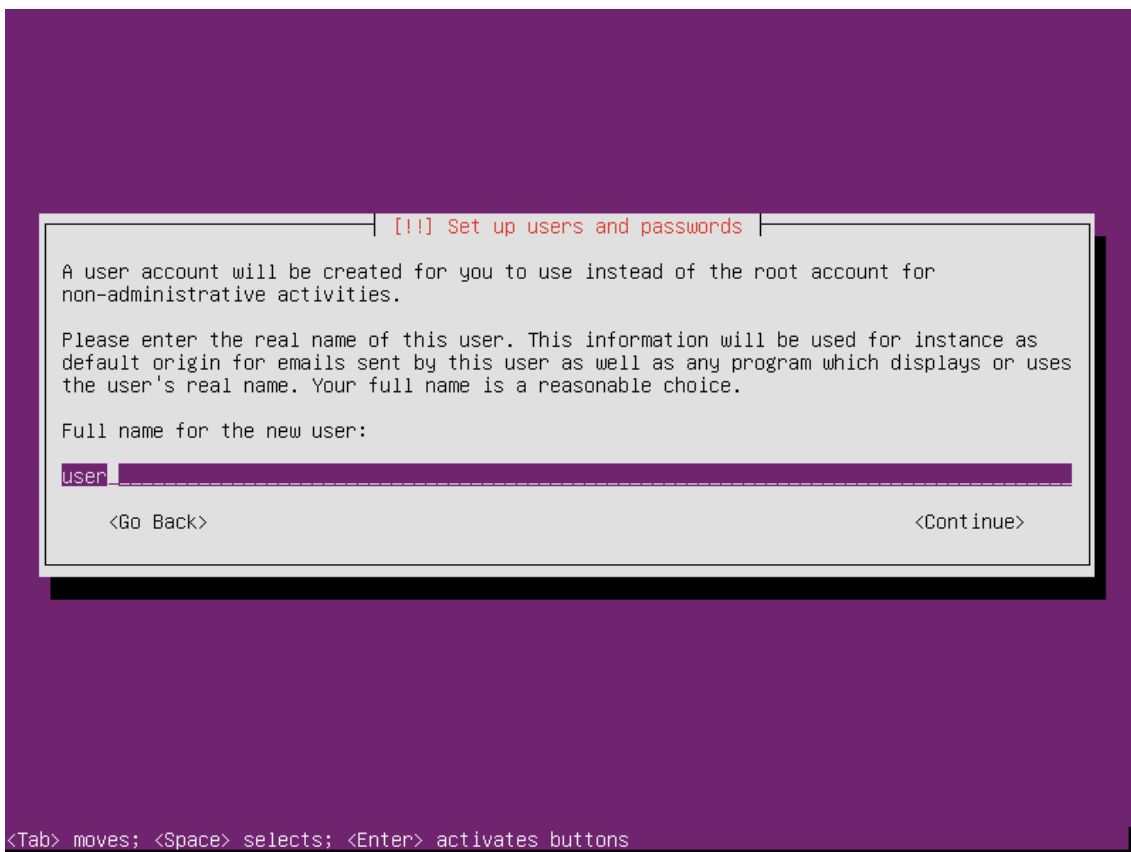 [!!] Set up users and passwords
A user account will be created for you to use instead of the root account for
non-administrative activities.
Please enter the real name of this user. This information will be used for instance as
default origin for emails sent by this user as well as any program which displays or uses
the user's real name. Your full name is a reasonable choice.
Full name for the new user:
user
<Go Back> <Continue>
<Tab> moves; <Space> selects; <Enter> activates buttons